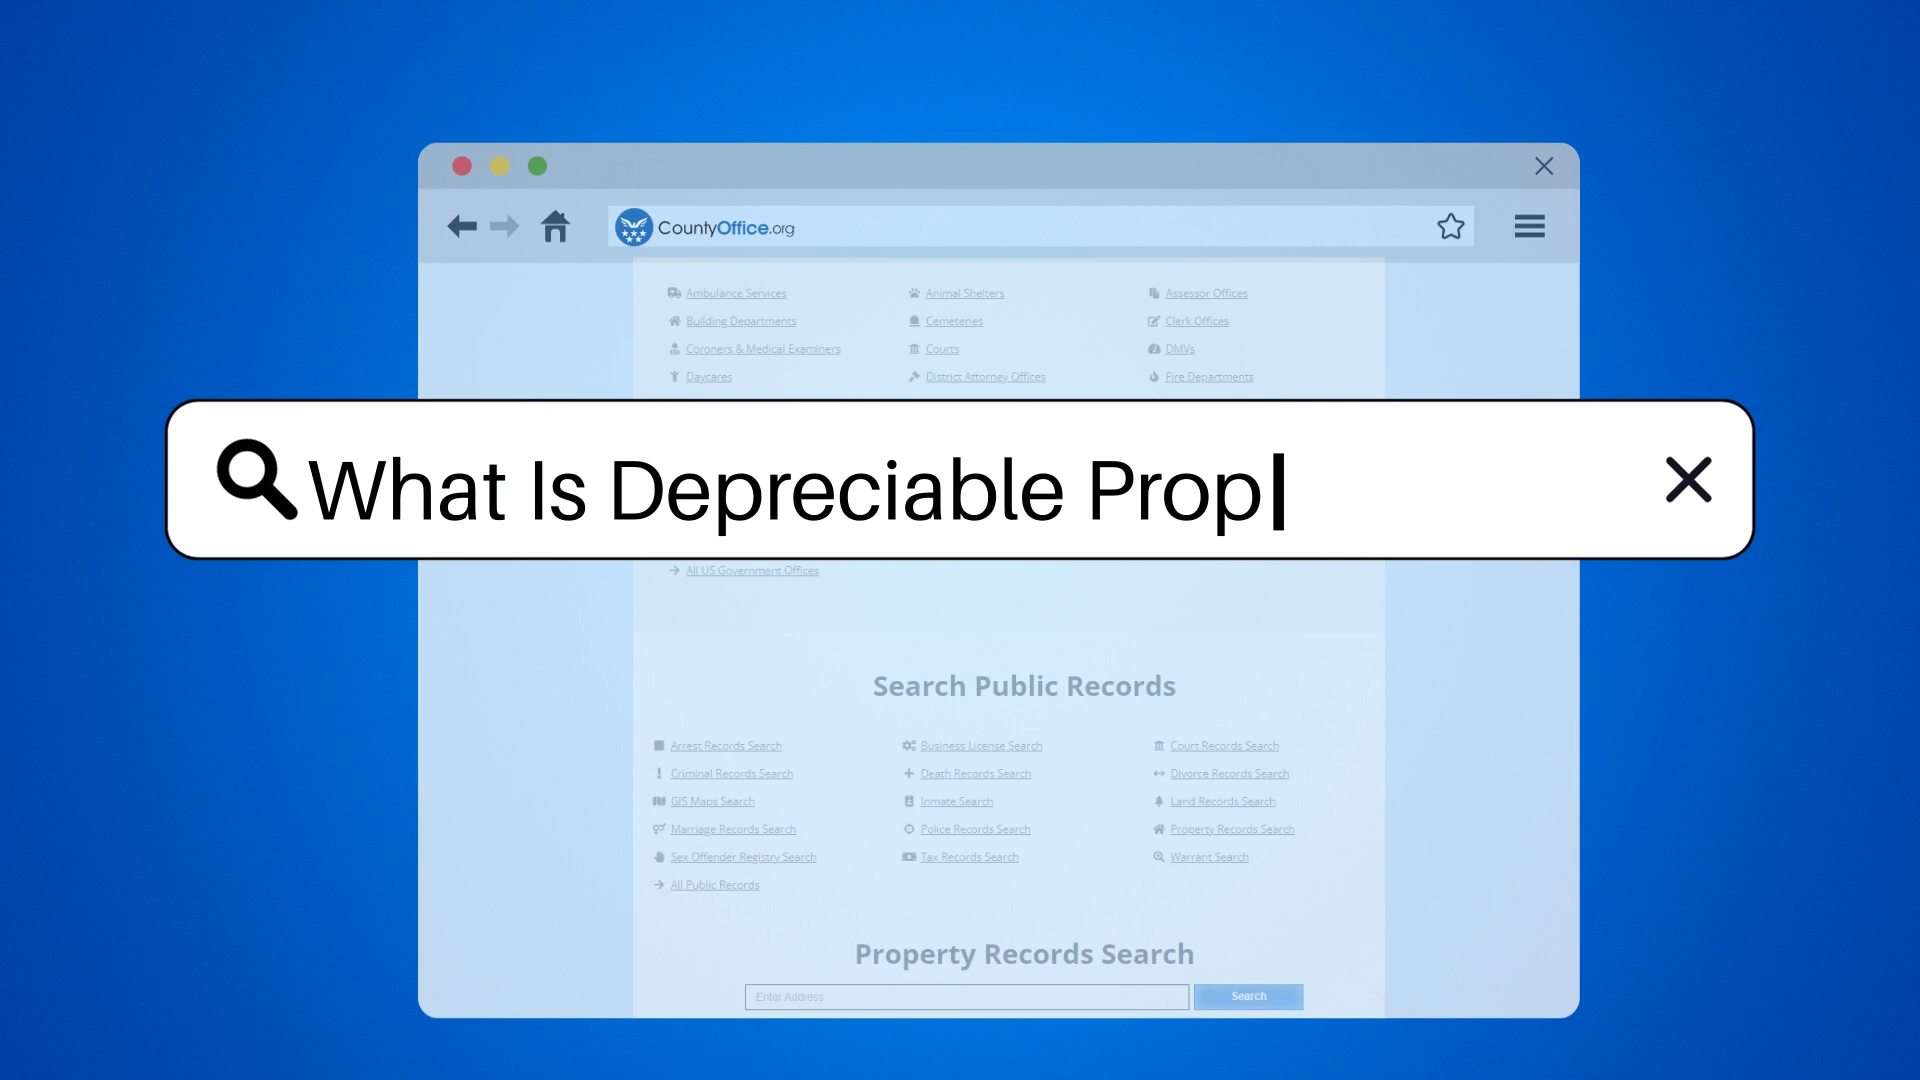 CountyOffice.org
Ambulance Services Animal Shelters Assessor Offices
Building Departments Cemeteries Clerk Offices
Coroners & Medical Examiners Courts DMVs
Daycares District Attorney Offices Fire Departments
What Is Depreciable Prop
All US Government Offices
Search Public Records
Arrest Records Search Business License Search Court Records Search
Criminal Records Search Death Records Search Divorce Records Search
GIS Maps Search Inmate Search Land Records Search
Marriage Records Search Police Records Search Property Records Search
Sex Offender Registry Search Tax Records Search Warrant Search
All Public Records
Property Records Search
Enter Address Search